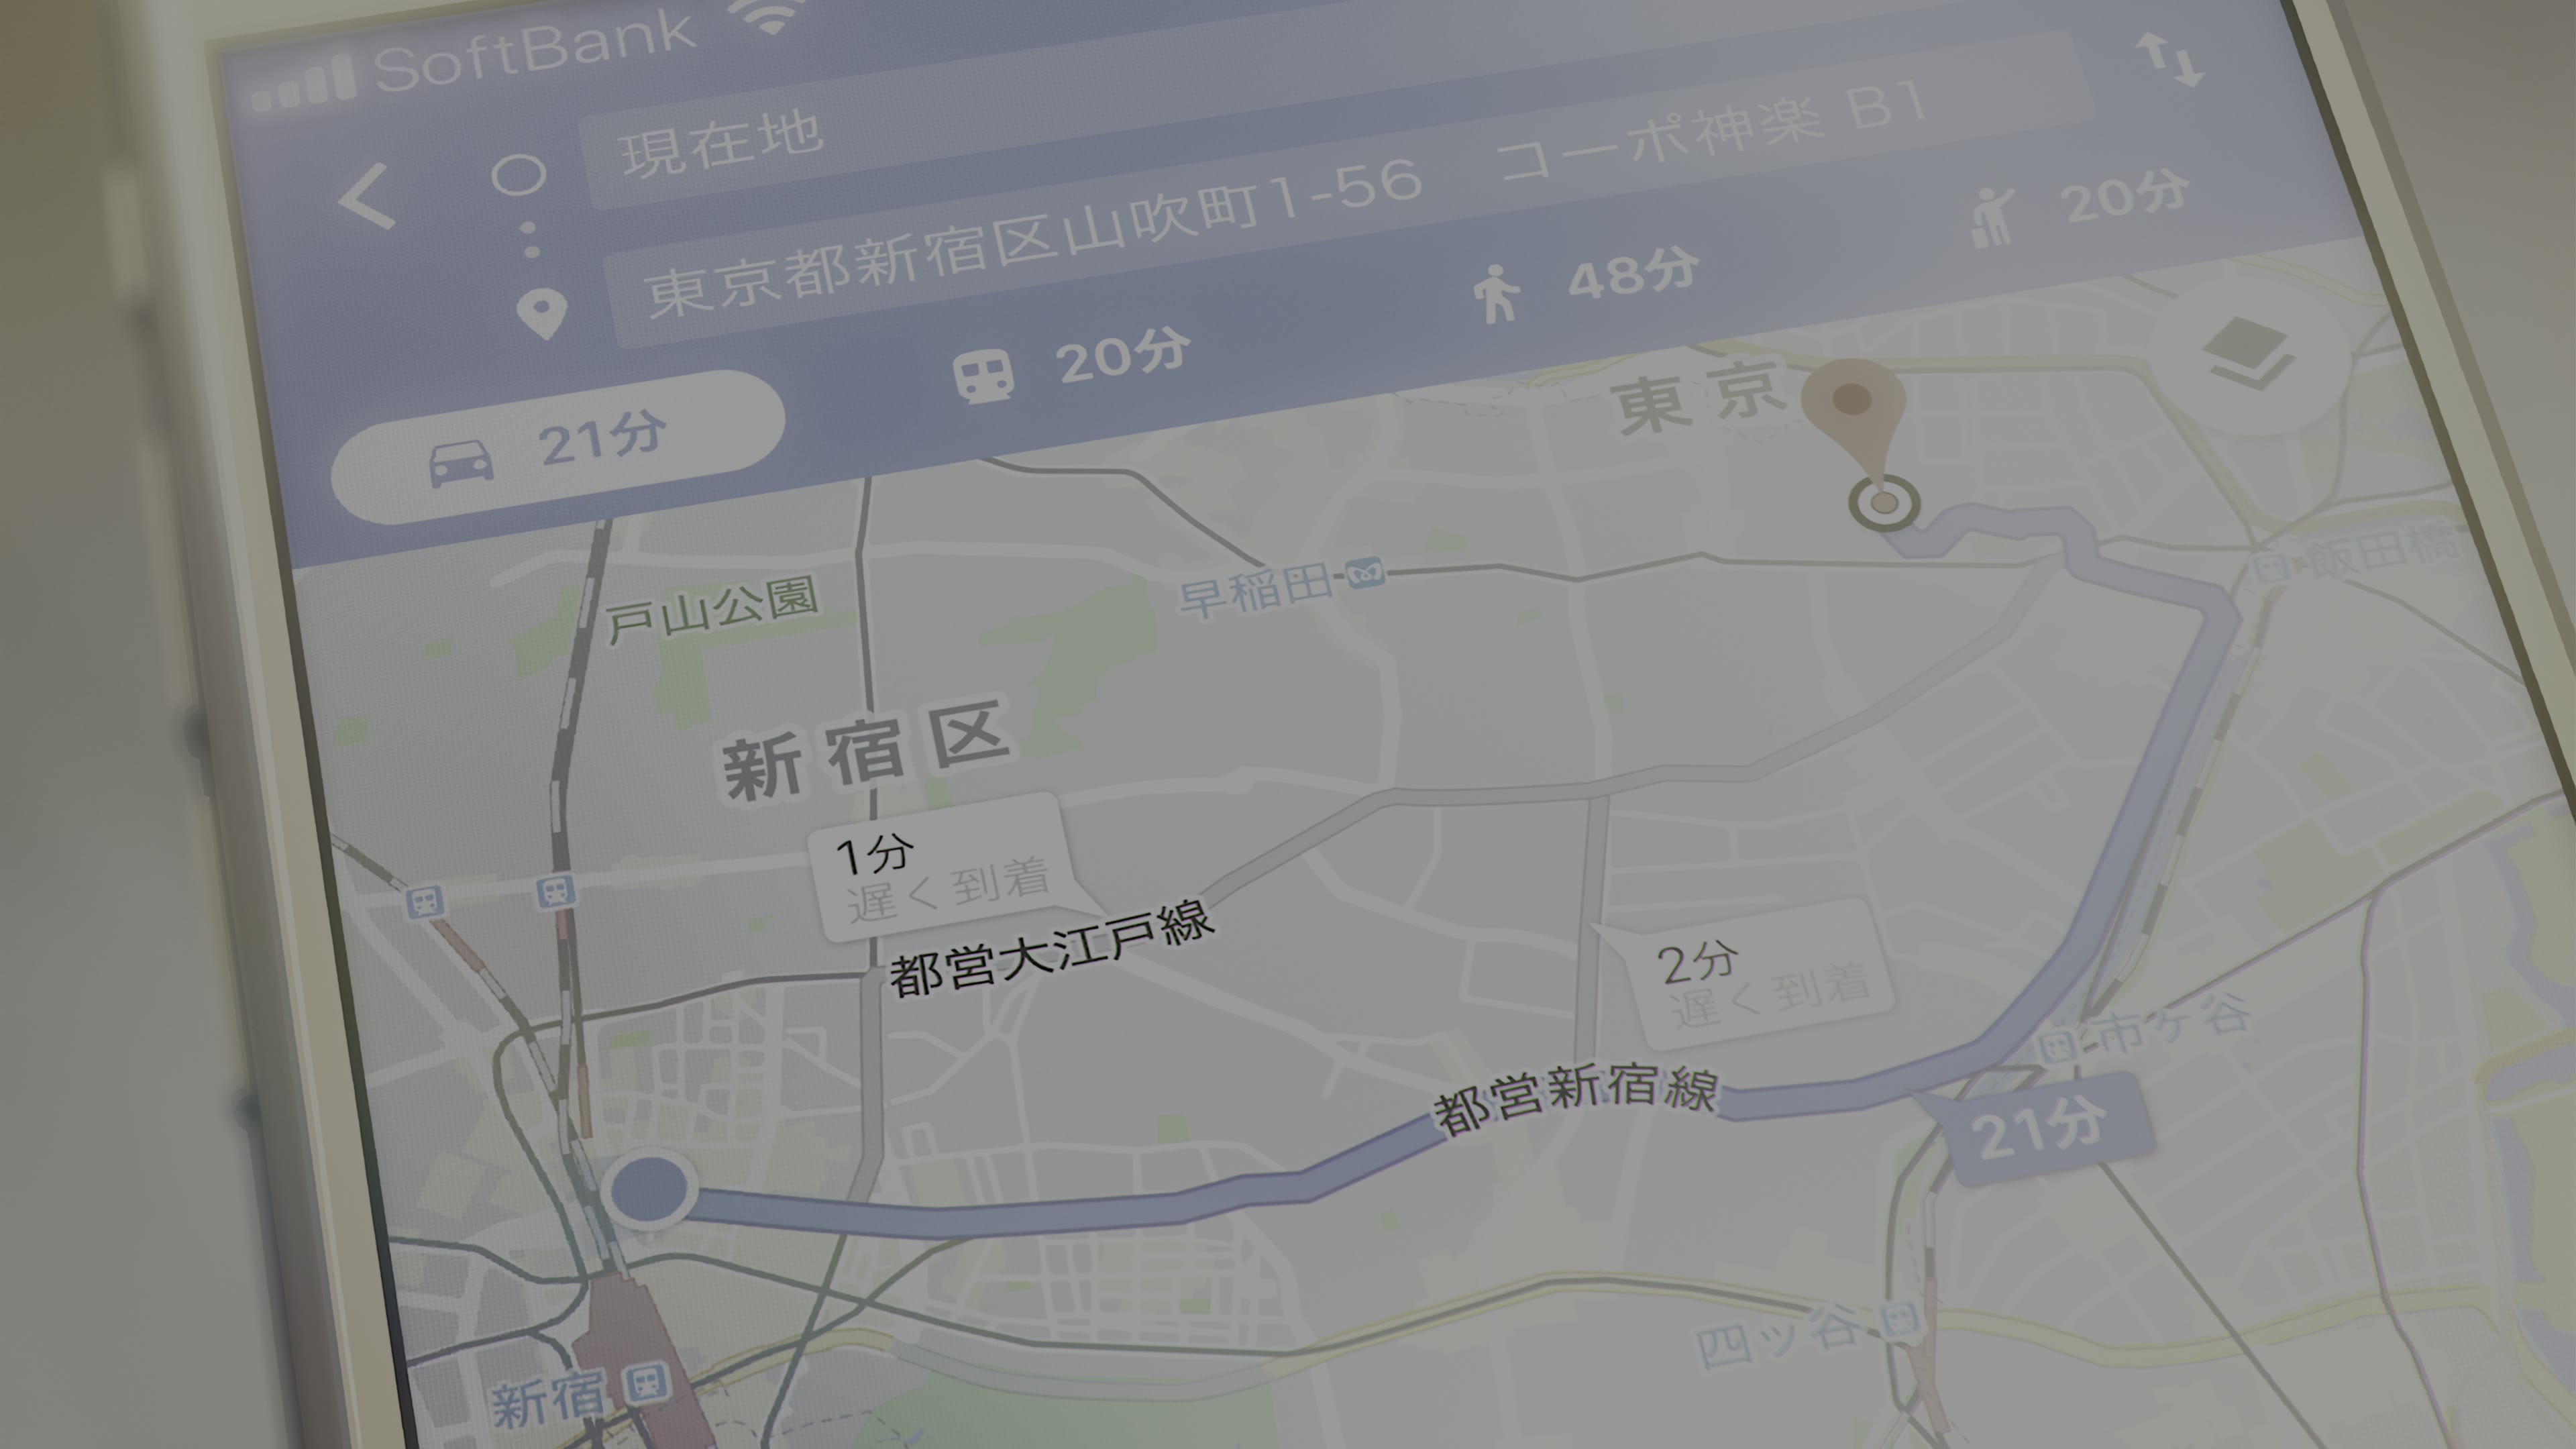 SoftBank
現在地
東京都新宿区山吹町1-56　コーポ神楽 B1
21分
20分
48分
20分
東京
戸山公園
早稲田
飯田橋
新宿区
1分
遅く到着
都営大江戸線
2分
遅く到着
市ケ谷
都営新宿線
21分
四ッ谷
新宿